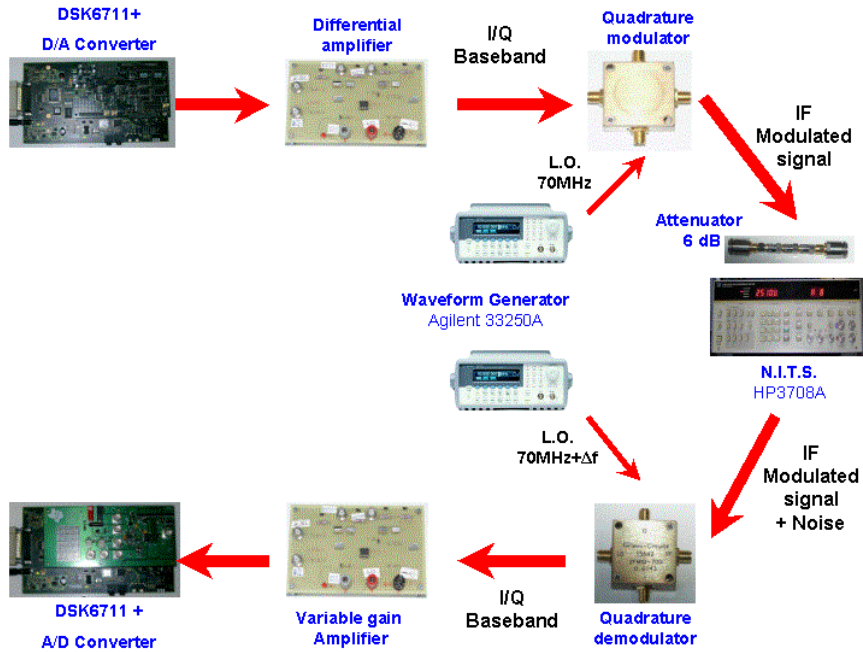 DSK6711+
D/A Converter
Differential
amplifier
I/Q
Baseband
Quadrature
modulator
IF
Modulated
signal
L.O.
70MHz
Attenuator
6 dB
Waveform Generator
Agilent 33250A
N.I.T.S.
HP3708A
L.O.
70MHz+Δf
IF
Modulated
signal
+ Noise
DSK6711 +
A/D Converter
Variable gain
Amplifier
I/Q
Baseband
Quadrature
demodulator